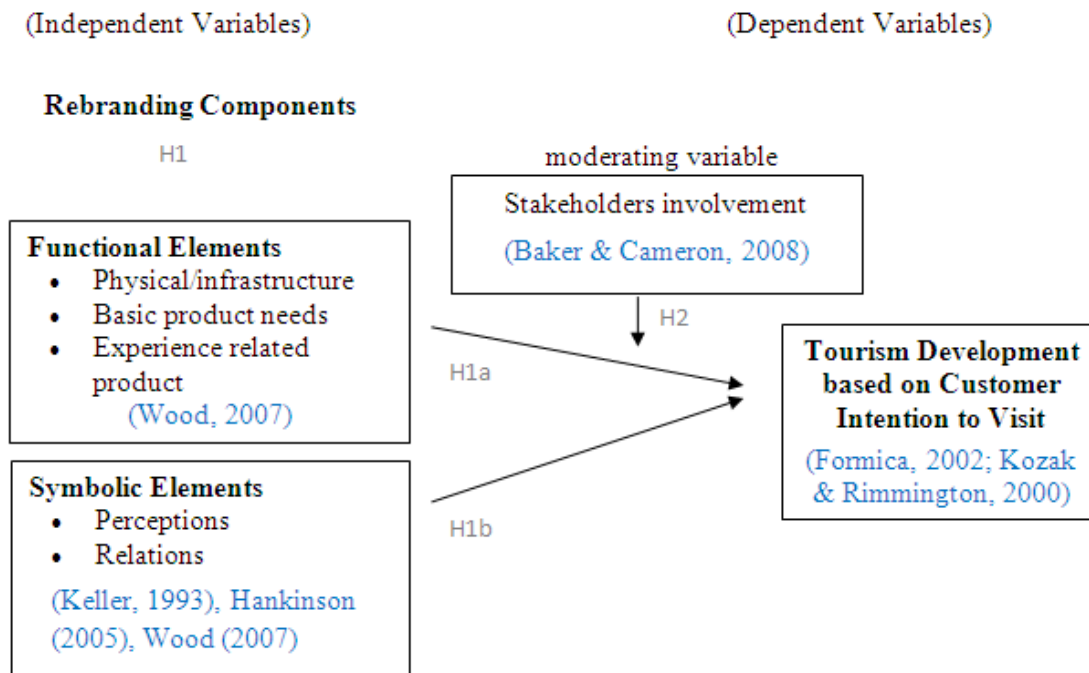 (Independent Variables)
(Dependent Variables)
Rebranding Components
H1
moderating variable
Stakeholders involvement
(Baker & Cameron, 2008)
Functional Elements
• Physical/infrastructure
• Basic product needs
• Experience related
product
(Wood, 2007)
H2
H1a
Tourism Development
based on Customer
Intention to Visit
(Formica, 2002; Kozak
& Rimmington, 2000)
Symbolic Elements
• Perceptions
• Relations
(Keller, 1993), Hankinson
(2005), Wood (2007)
H1b